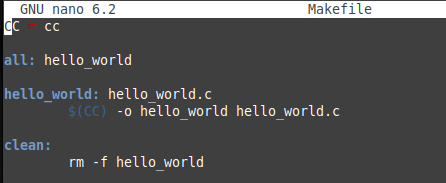 GNU nano 6.2 Makefile
CC = cc
all: hello_world
hello_world: hello_world.c
$(CC) -o hello_world hello_world.c
clean:
rm -f hello_world